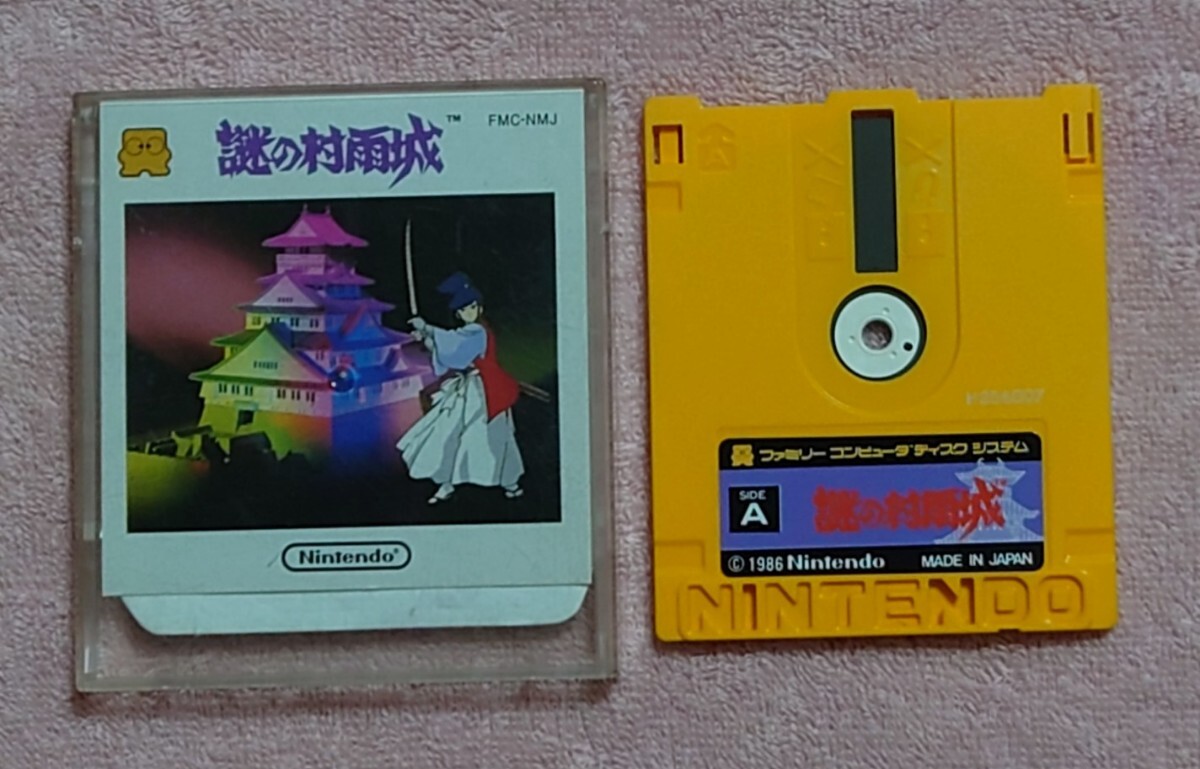 謎の村雨城™
FMC-NMJ
Nintendo®
ファミリー コンピュータ ディスク システム
SIDE
A
謎の村雨城
© 1986 Nintendo
MADE IN JAPAN
NINTENDO